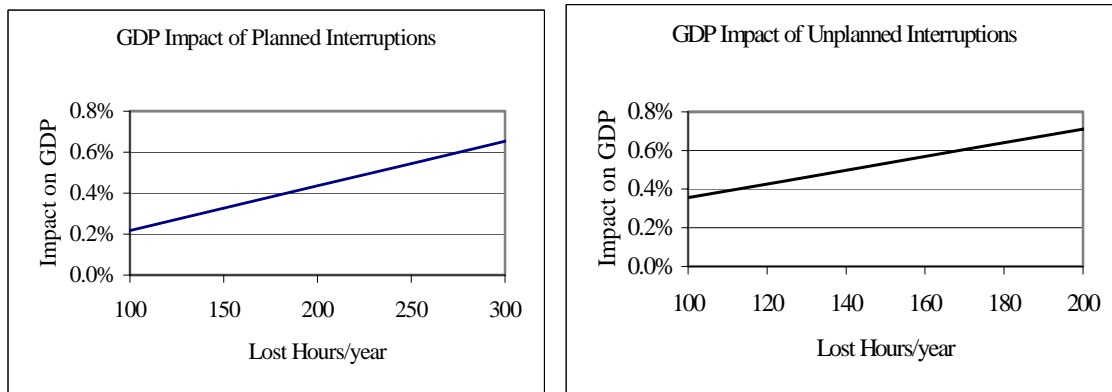 GDP Impact of Planned Interruptions
0.8%
0.6%
0.4%
0.2%
0.0%
Impact on GDP
100 150 200 250 300
Lost Hours/year
GDP Impact of Unplanned Interruptions
0.8%
0.6%
0.4%
0.2%
0.0%
Impact on GDP
100 120 140 160 180 200
Lost Hours/year